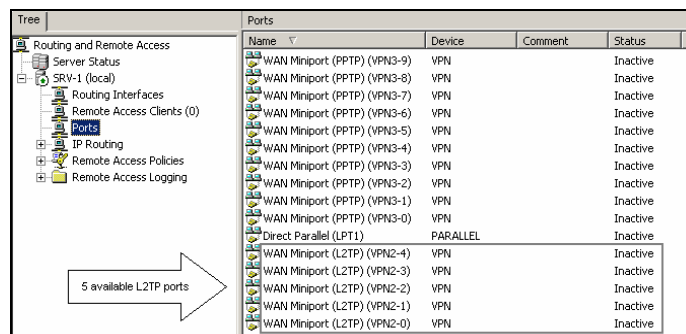 Tree
Routing and Remote Access
Server Status
SRV-1 (local)
Routing Interfaces
Remote Access Clients (0)
Ports
IP Routing
Remote Access Policies
Remote Access Logging
5 available L2TP ports
Ports
Name Device Comment Status
WAN Miniport (PPTP) (VPN3-9) VPN Inactive
WAN Miniport (PPTP) (VPN3-8) VPN Inactive
WAN Miniport (PPTP) (VPN3-7) VPN Inactive
WAN Miniport (PPTP) (VPN3-6) VPN Inactive
WAN Miniport (PPTP) (VPN3-5) VPN Inactive
WAN Miniport (PPTP) (VPN3-4) VPN Inactive
WAN Miniport (PPTP) (VPN3-3) VPN Inactive
WAN Miniport (PPTP) (VPN3-2) VPN Inactive
WAN Miniport (PPTP) (VPN3-1) VPN Inactive
WAN Miniport (PPTP) (VPN3-0) VPN Inactive
Direct Parallel (LPT1) PARALLEL Inactive
WAN Miniport (L2TP) (VPN2-4) VPN Inactive
WAN Miniport (L2TP) (VPN2-3) VPN Inactive
WAN Miniport (L2TP) (VPN2-2) VPN Inactive
WAN Miniport (L2TP) (VPN2-1) VPN Inactive
WAN Miniport (L2TP) (VPN2-0) VPN Inactive